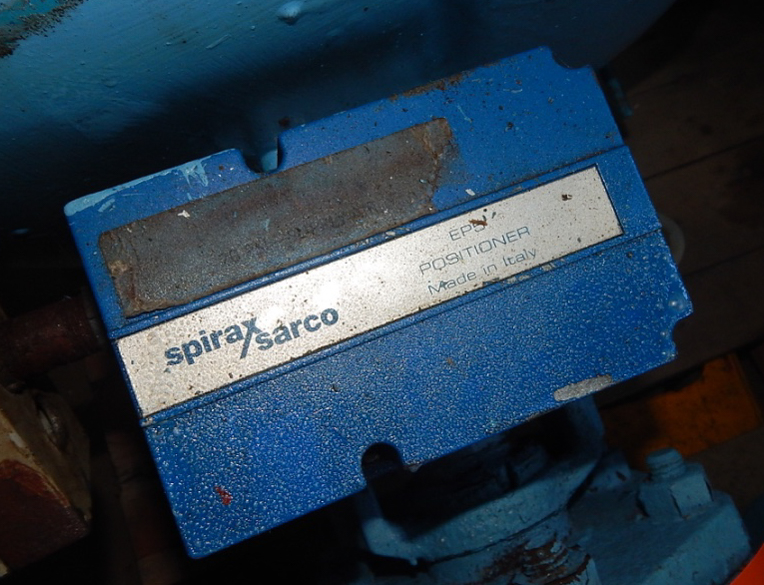 spirax/sarco
EP5
POSITIONER
Made in Italy